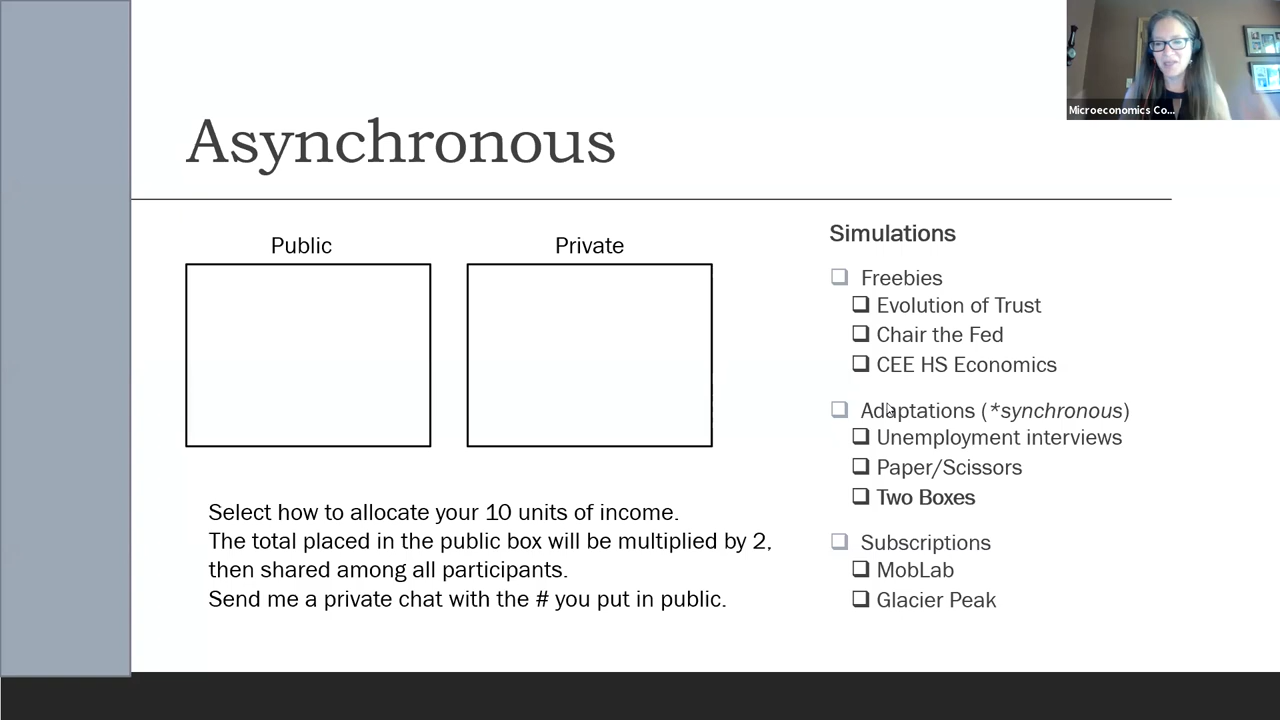 Microeconomics Co...
Asynchronous
Public
Private
Select how to allocate your 10 units of income.
The total placed in the public box will be multiplied by 2,
then shared among all participants.
Send me a private chat with the # you put in public.
Simulations
Freebies
Evolution of Trust
Chair the Fed
CEE HS Economics
Adaptations (*synchronous)
Unemployment interviews
Paper/Scissors
Two Boxes
Subscriptions
MobLab
Glacier Peak